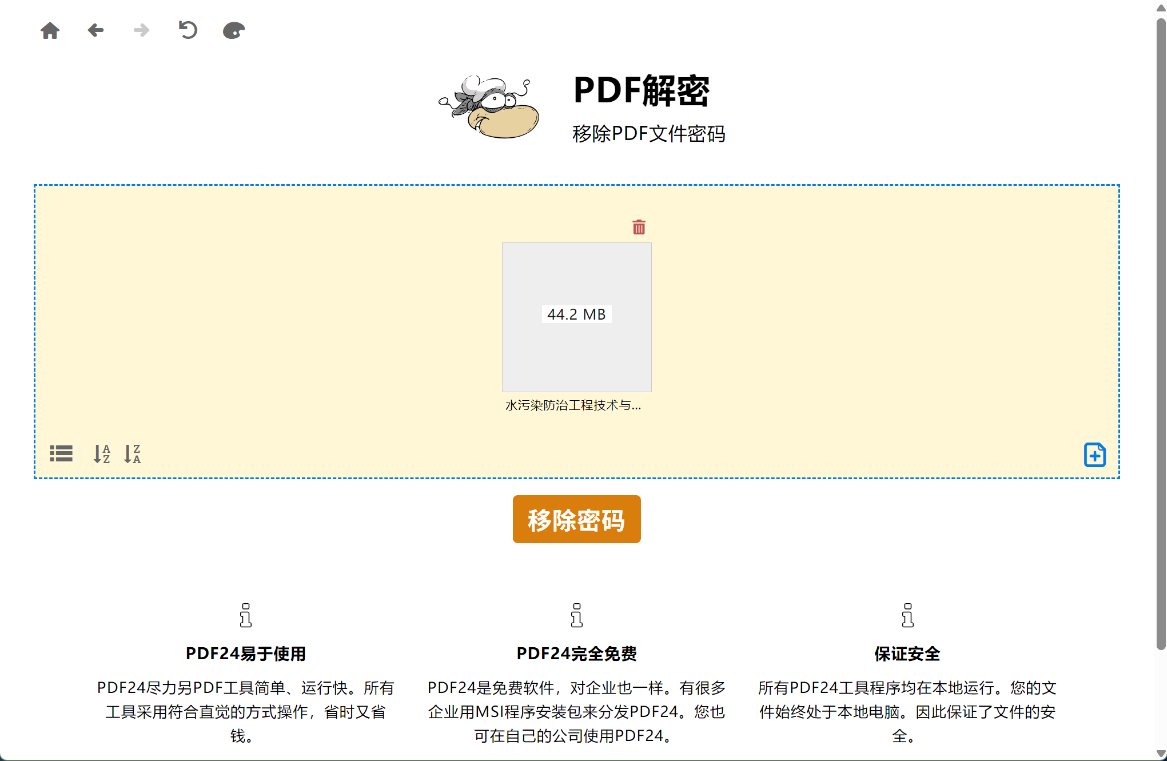 PDF解密
移除PDF文件密码
44.2 MB
水污染防治工程技术与...
A
Z
Z
A
移除密码
PDF24易于使用
PDF24尽力另PDF工具简单、运行快。所有
工具采用符合直觉的方式操作，省时又省
钱。
PDF24完全免费
PDF24是免费软件，对企业也一样。有很多
企业用MSI程序安装包来分发PDF24。您也
可在自己的公司使用PDF24。
保证安全
所有PDF24工具程序均在本地运行。您的文
件始终处于本地电脑。因此保证了文件的安
全。